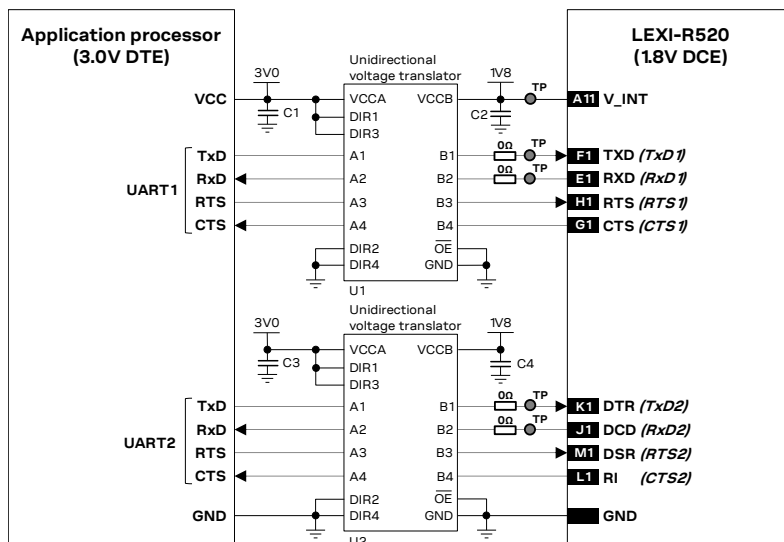 Application processor
(3.0V DTE)
LEXI-R520
(1.8V DCE)
Unidirectional
voltage translator
3V0
1V8
TP
VCC
VCCA
VCCB
A11 V_INT
C1
DIR1
C2
DIR3
0Ω TP
TxD
A1
B1
F1 TXD (TxD1)
0Ω TP
RxD
A2
B2
E1 RXD (RxD1)
UART1
RTS
A3
B3
H1 RTS (RTS1)
CTS
A4
B4
G1 CTS (CTS1)
DIR2
OE
DIR4
GND
U1
Unidirectional
voltage translator
3V0
1V8
VCCA
VCCB
C3
DIR1
C4
DIR3
0Ω TP
TxD
A1
B1
K1 DTR (TxD2)
0Ω TP
RxD
A2
B2
J1 DCD (RxD2)
UART2
RTS
A3
B3
M1 DSR (RTS2)
CTS
A4
B4
L1 RI (CTS2)
DIR2
OE
GND
DIR4
GND
GND
U2